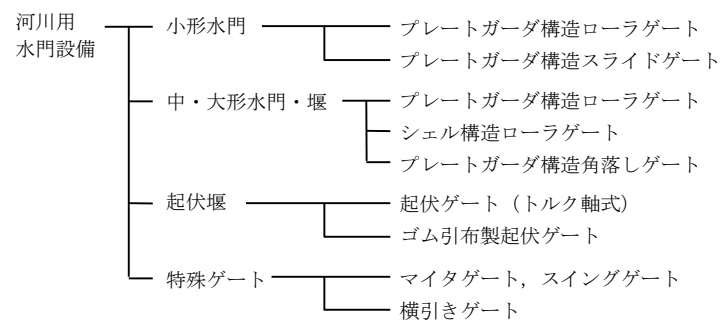 河川用
水門設備
小形水門
プレートガーダ構造ローラゲート
プレートガーダ構造スライドゲート
中・大形水門・堰
プレートガーダ構造ローラゲート
シェル構造ローラゲート
プレートガーダ構造角落しゲート
起伏堰
起伏ゲート（トルク軸式）
ゴム引布製起伏ゲート
特殊ゲート
マイタゲート，スイングゲート
横引きゲート